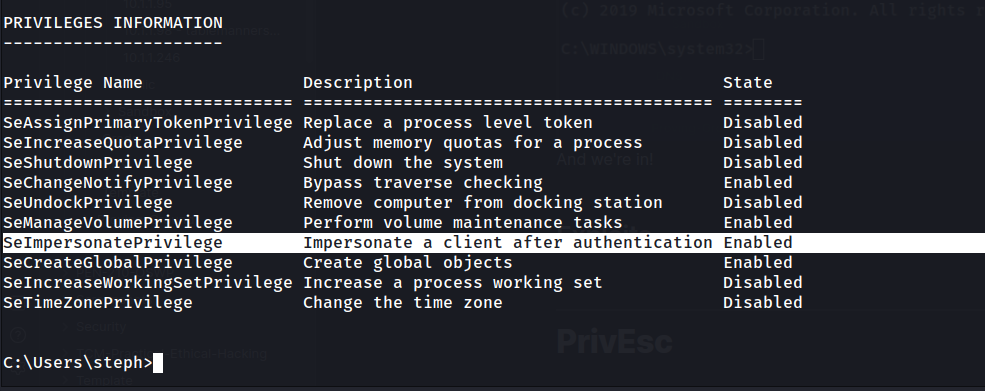 (c) 2019 Microsoft Corporation. All rights r
PRIVILEGES INFORMATION
----------------------
C:\WINDOWS\system32>
Privilege Name Description State
============================= ========================================= ========
SeAssignPrimaryTokenPrivilege Replace a process level token Disabled
SeIncreaseQuotaPrivilege Adjust memory quotas for a process Disabled
SeShutdownPrivilege Shut down the system Disabled
And we're in!
SeChangeNotifyPrivilege Bypass traverse checking Enabled
SeUndockPrivilege Remove computer from docking station Disabled
SeManageVolumePrivilege Perform volume maintenance tasks Enabled
SeImpersonatePrivilege Impersonate a client after authentication Enabled
SeCreateGlobalPrivilege Create global objects Enabled
SeIncreaseWorkingSetPrivilege Increase a process working set Disabled
SeTimeZonePrivilege Change the time zone Disabled
Security
PrivEsc
C:\Users\steph>